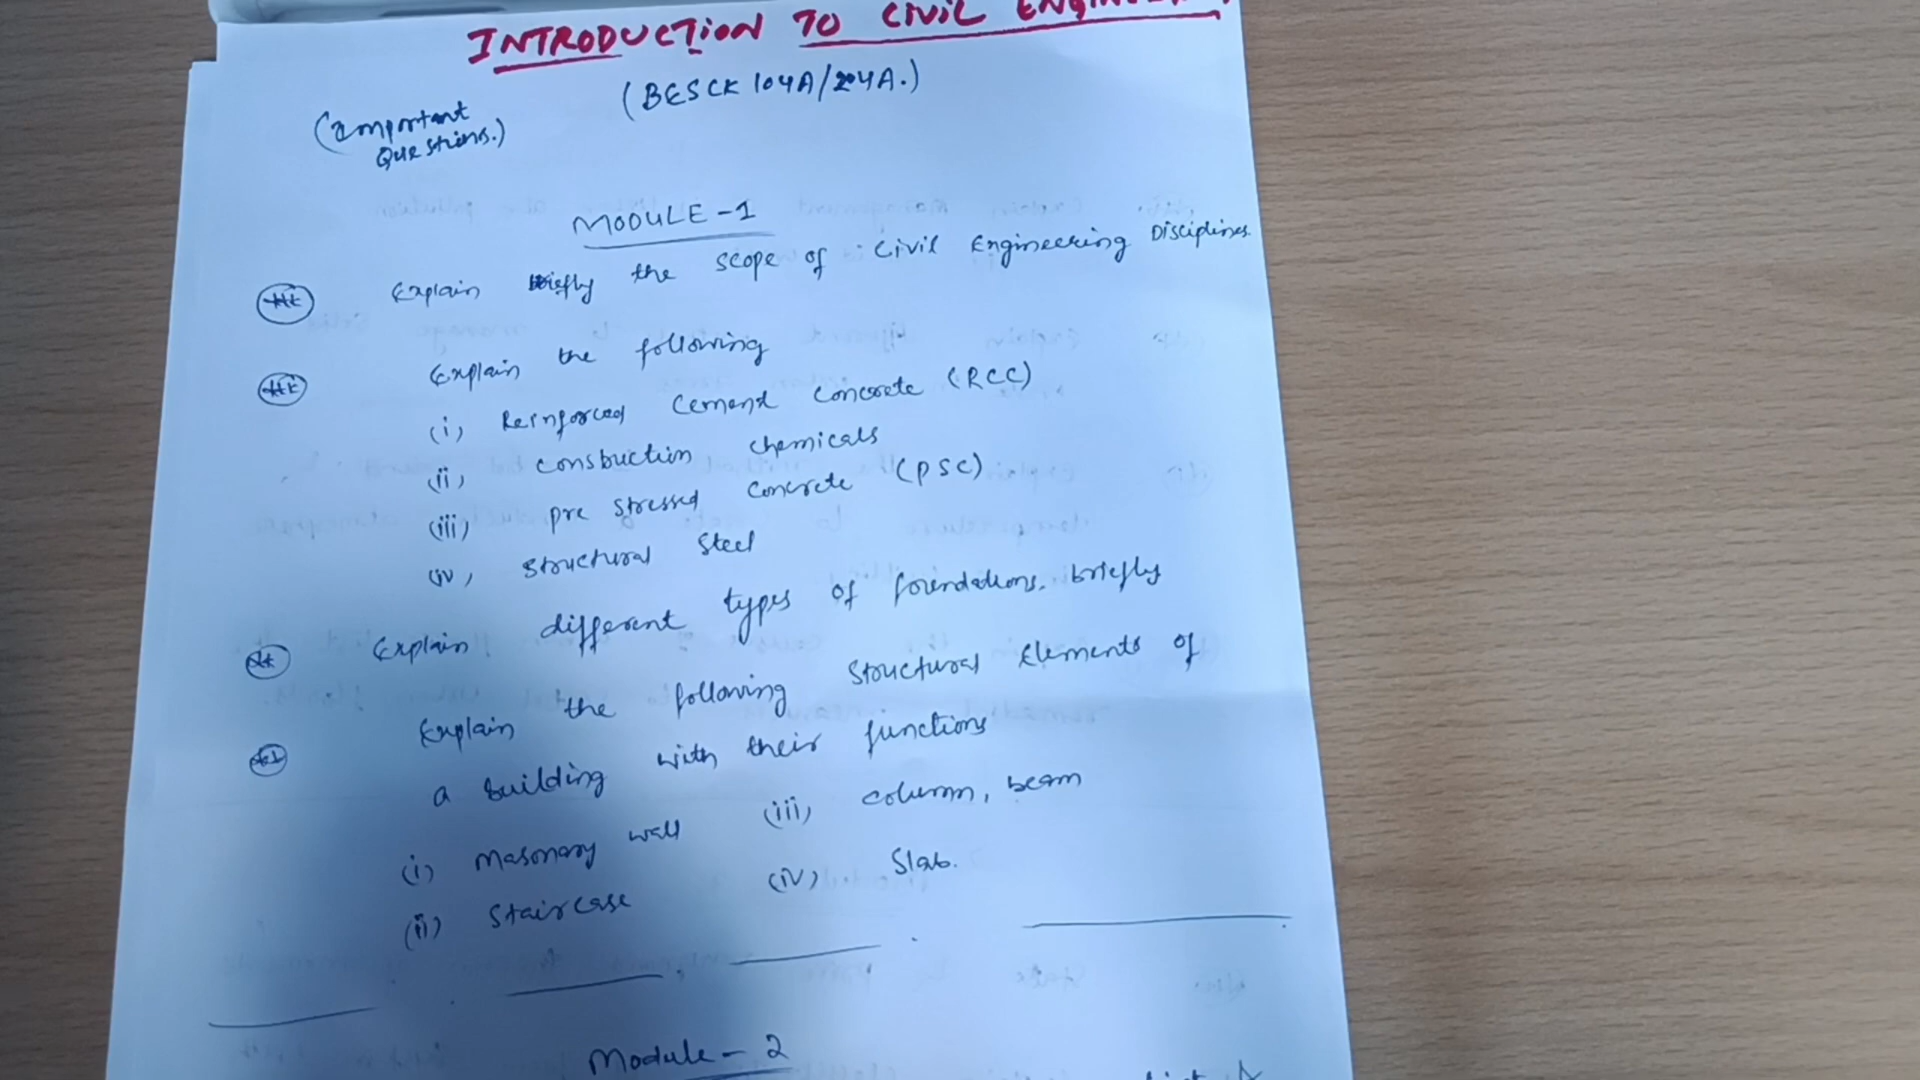 INTRODUCTION TO CIVIL
(BESCK 104A/204A.)
(Important
Questions.)
MODULE-1
Explain briefly the scope of Civil Engineering Disciplines.
Explain the following
(i) Reinforced Cement Concrete (RCC)
(ii) Construction chemicals
(iii) pre stressed concrete (PSC)
(iv) Structural Steel
Explain different types of foundations. briefly
Explain the following Structural Elements of
a building with their functions
(i) Masonary wall (iii) column, beam
(ii) Staircase (iv) Slab.
Module - 2